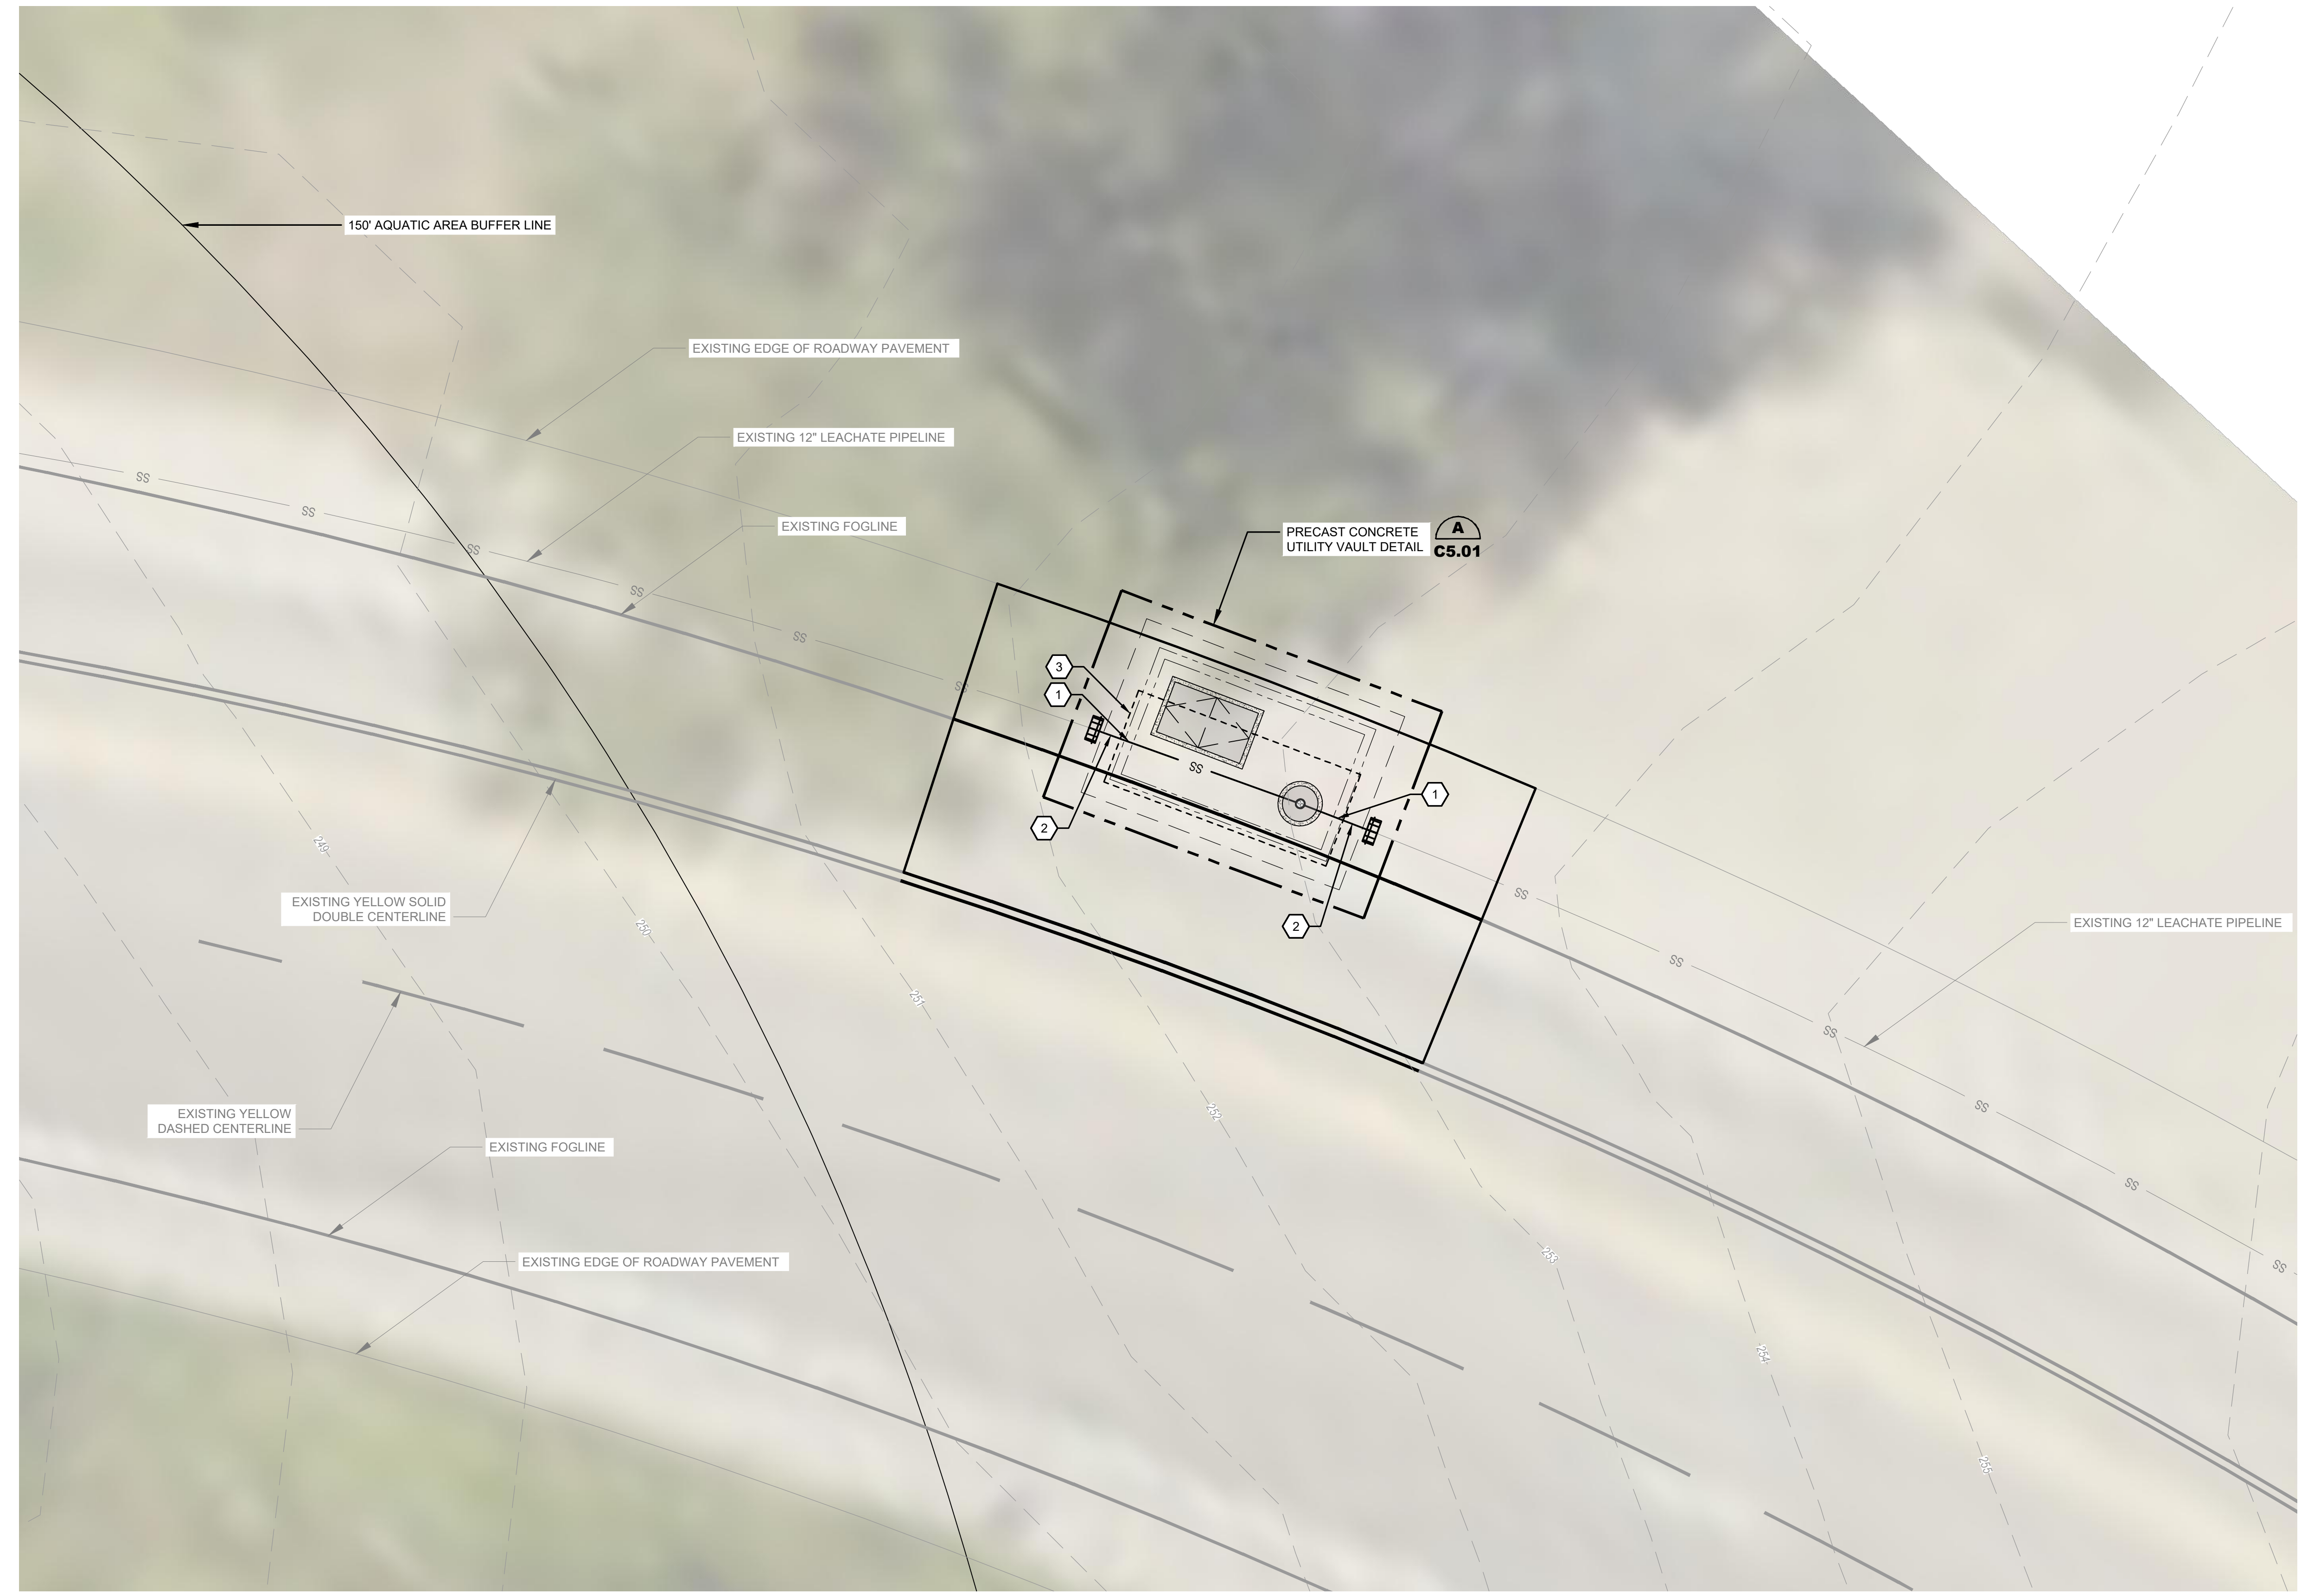 150' AQUATIC AREA BUFFER LINE
EXISTING EDGE OF ROADWAY PAVEMENT
EXISTING 12" LEACHATE PIPELINE
SS
SS
SS
EXISTING FOGLINE
PRECAST CONCRETE
UTILITY VAULT DETAIL
A
C5.01
SS
SS
SS
3
1
SS
1
2
2
249
250
251
252
253
254
255
EXISTING YELLOW SOLID
DOUBLE CENTERLINE
SS
SS
SS
SS
SS
SS
EXISTING 12" LEACHATE PIPELINE
EXISTING YELLOW
DASHED CENTERLINE
EXISTING FOGLINE
EXISTING EDGE OF ROADWAY PAVEMENT